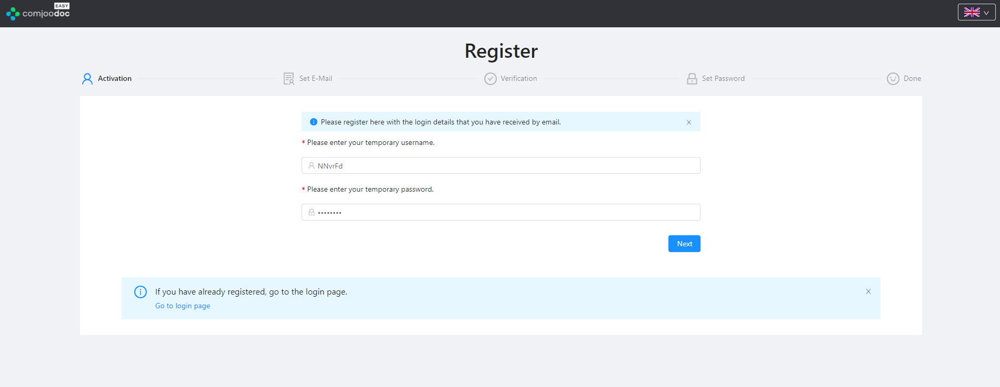 EASY
comjoodoc
Register
Activation
Set E-Mail
Verification
Set Password
Done
Please register here with the login details that you have received by email.
* Please enter your temporary username.
NNvrFd
* Please enter your temporary password.
••••••••
Next
If you have already registered, go to the login page.
Go to login page